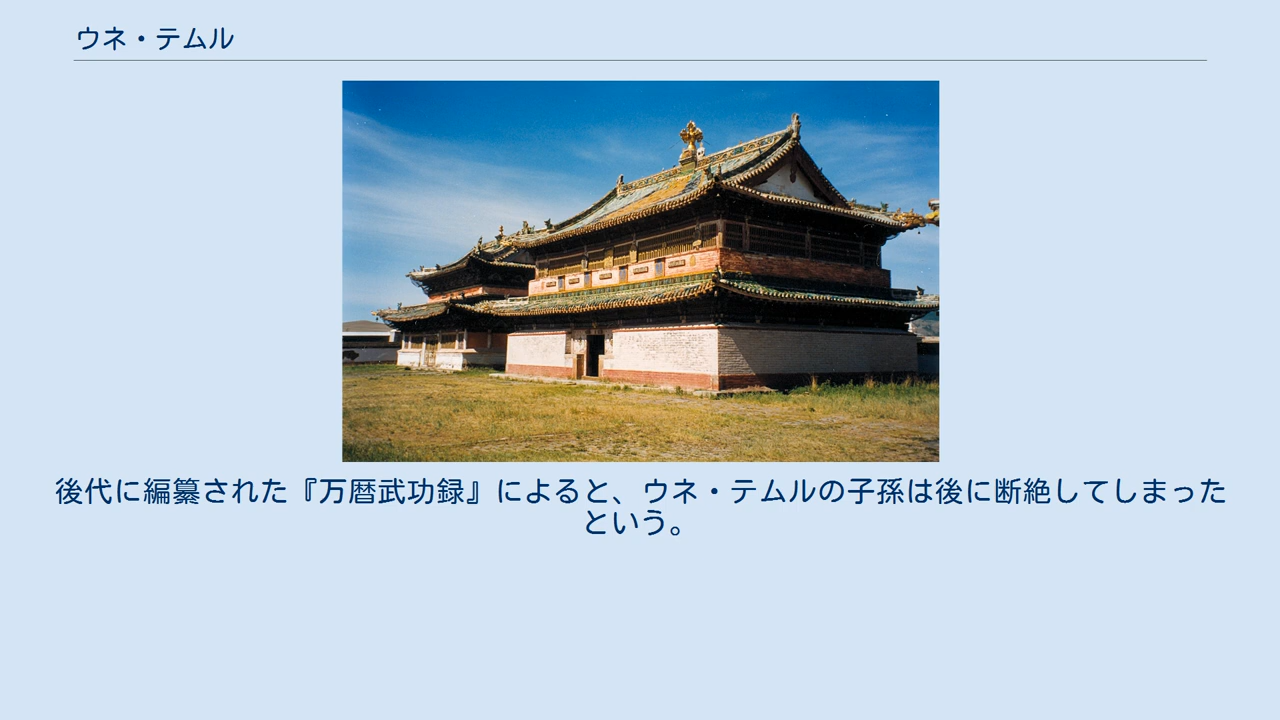 ウネ・テムル
後代に編纂された『万暦武功録』によると、ウネ・テムルの子孫は後に断絶してしまった
という。